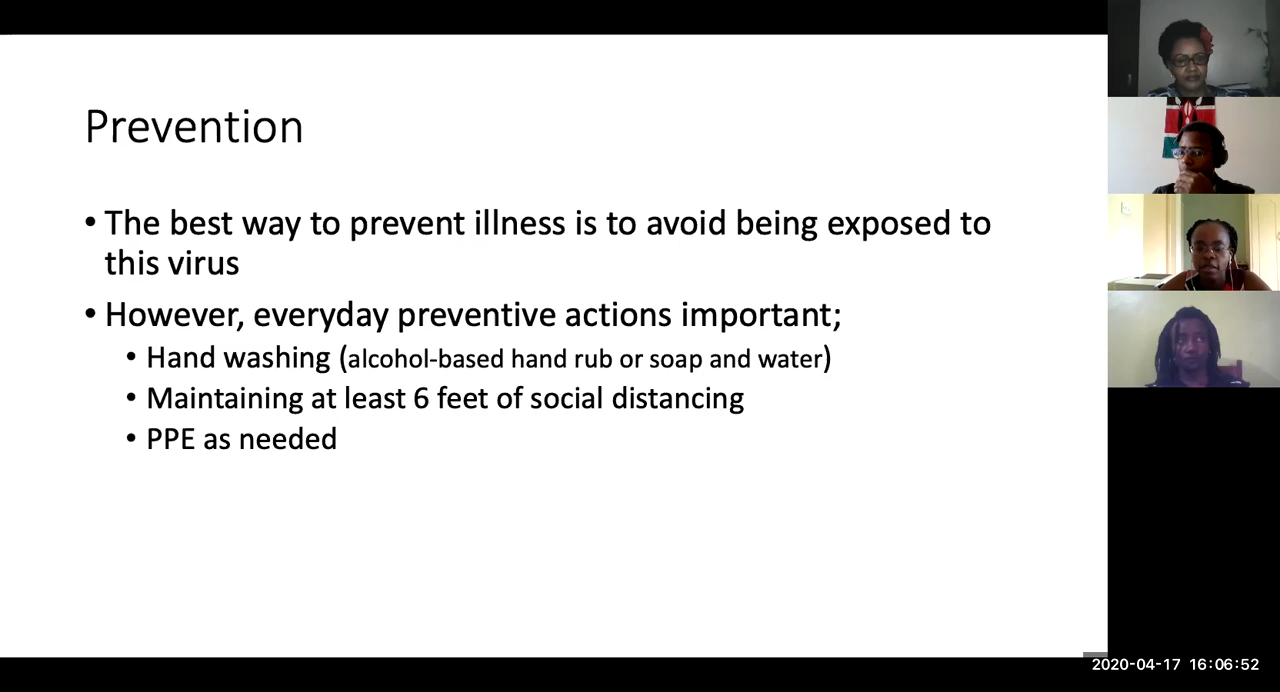 Prevention
• The best way to prevent illness is to avoid being exposed to
this virus
• However, everyday preventive actions important;
• Hand washing (alcohol-based hand rub or soap and water)
• Maintaining at least 6 feet of social distancing
• PPE as needed
2020-04-17 16:06:52